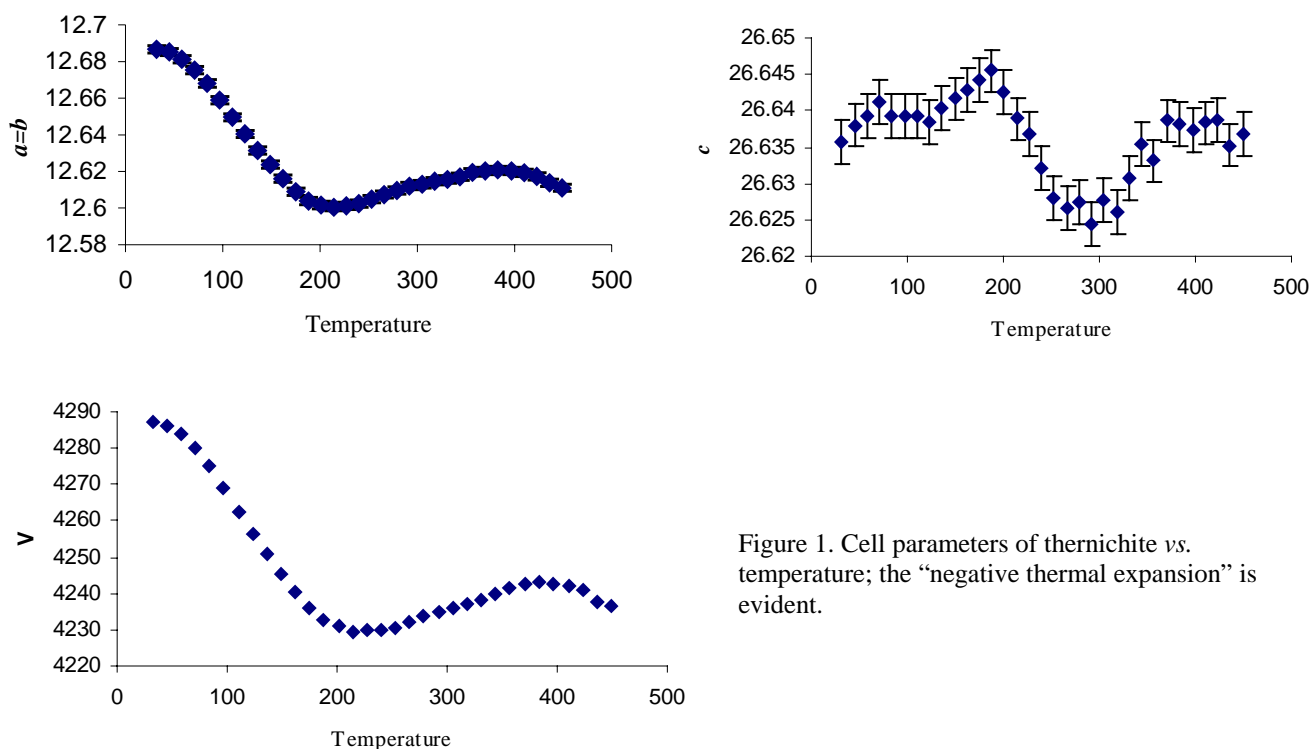 12.7
12.68
12.66
12.64
12.62
12.6
12.58
a=b
0 100 200 300 400 500
Temperature
26.65
26.645
26.64
26.635
26.63
26.625
26.62
c
0 100 200 300 400 500
Temperature
4290
4280
4270
4260
4250
4240
4230
4220
V
0 100 200 300 400 500
Temperature
Figure 1. Cell parameters of thernichite vs.
temperature; the “negative thermal expansion” is
evident.